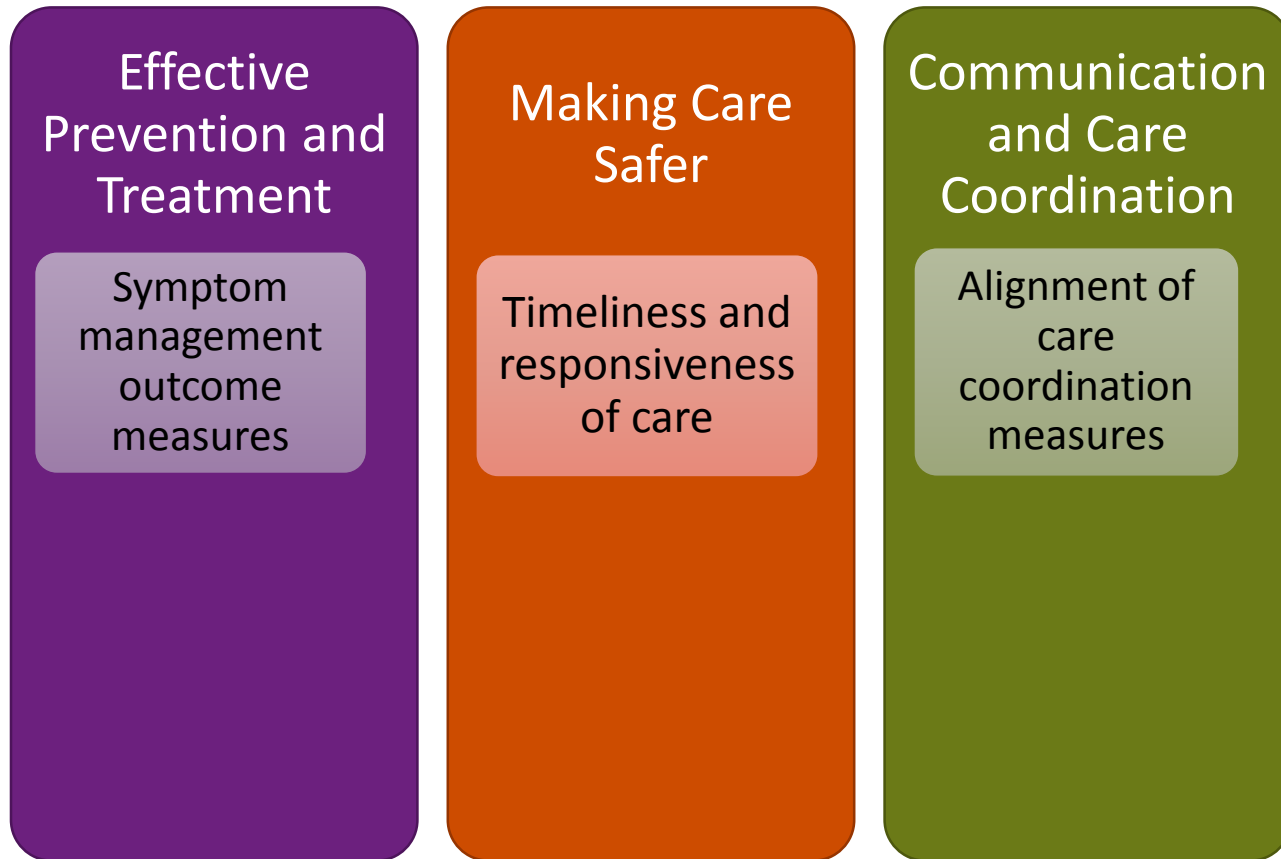 Effective
Prevention and
Treatment
Symptom
management
outcome
measures
Making Care
Safer
Timeliness and
responsiveness
of care
Communication
and Care
Coordination
Alignment of
care
coordination
measures